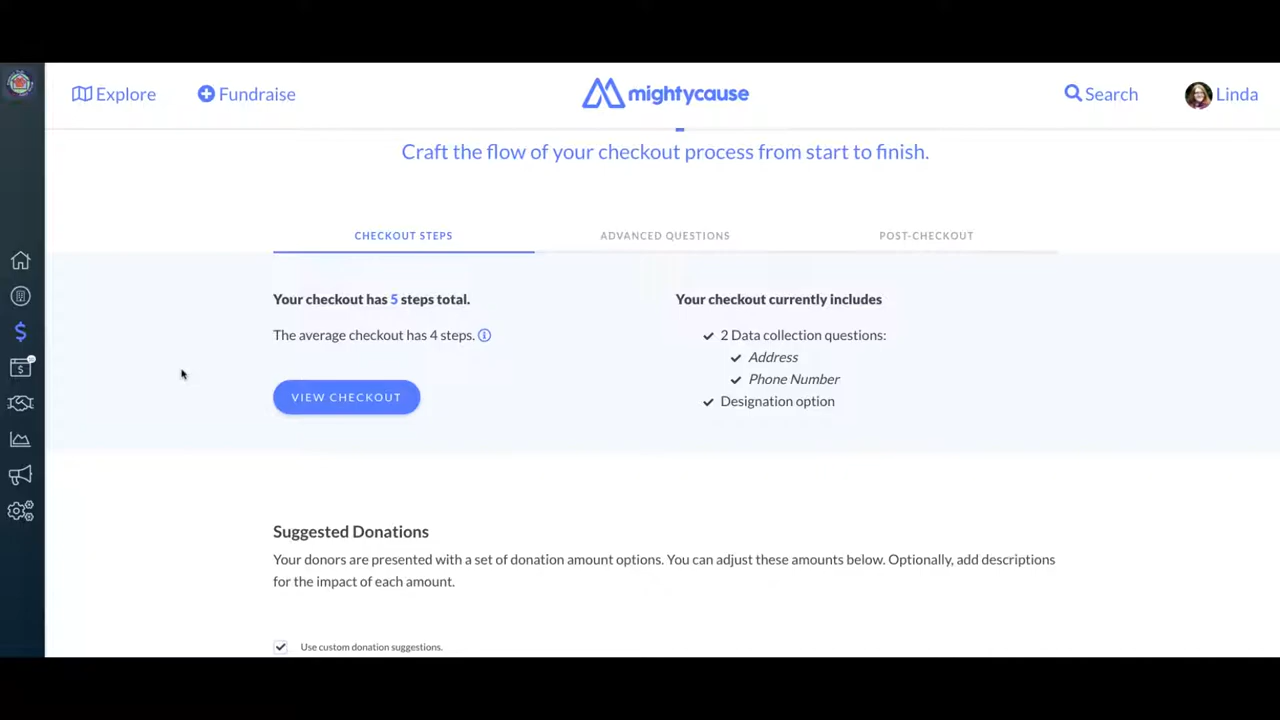 Explore
Fundraise
mightycause
Search
Linda
Craft the flow of your checkout process from start to finish.
CHECKOUT STEPS
ADVANCED QUESTIONS
POST-CHECKOUT
Your checkout has 5 steps total.
The average checkout has 4 steps.
VIEW CHECKOUT
Your checkout currently includes
2 Data collection questions:
Address
Phone Number
Designation option
Suggested Donations
Your donors are presented with a set of donation amount options. You can adjust these amounts below. Optionally, add descriptions
for the impact of each amount.
Use custom donation suggestions.